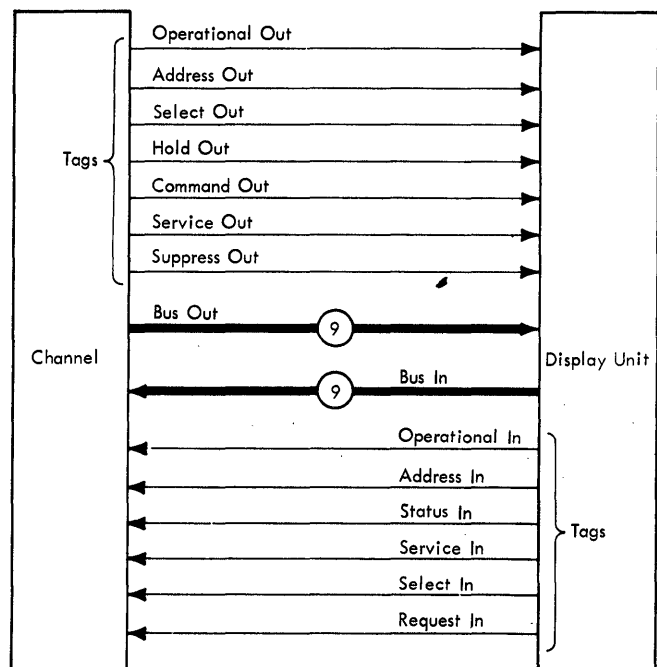 Operational Out
Address Out
Select Out
Hold Out
Tags
Command Out
Service Out
Suppress Out
Bus Out
9
Channel
Display Unit
9
Bus In
Operational In
Address In
Status In
Tags
Service In
Select In
Request In